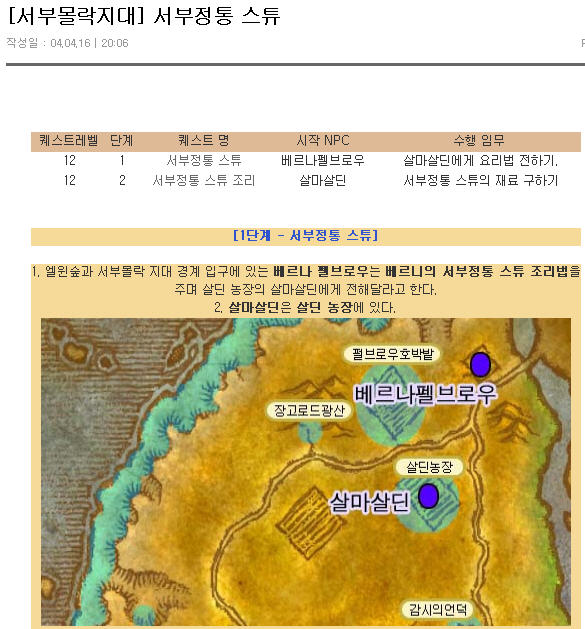 [서부몰락지대] 서부정통 스튜
작성일 : 04.04.16 | 20:06
퀘스트레벨 단계 퀘스트 명 시작 NPC 수행 임무
12 1 서부정통 스튜 베르나펠브로우 살마살딘에게 요리법 전하기.
12 2 서부정통 스튜 조리 살마살딘 서부정통 스튜의 재료 구하기
[1단계 - 서부정통 스튜]
1. 엘윈숲과 서부몰락 지대 경계 입구에 있는 베르나 펠브로우는 베르니의 서부정통 스튜 조리법을
주며 살딘 농장의 살마살딘에게 전해달라고 한다.
2. 살마살딘은 살딘 농장에 있다.
펄브로우호박밭
베르나펠브로우
장고로드광산
살딘농장
살마살딘
감시의언덕